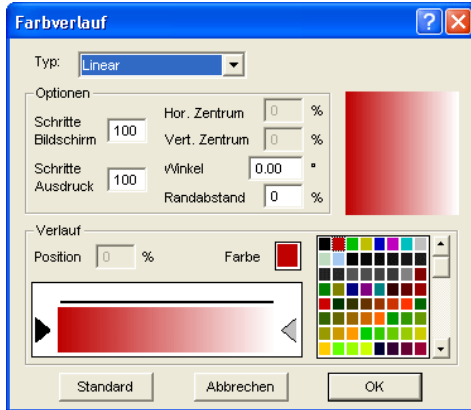 Farbverlauf
Typ: Linear
Optionen
Schritte Bildschirm 100
Schritte Ausdruck 100
Hor. Zentrum 0 %
Vert. Zentrum 0 %
Winkel 0.00 °
Randabstand 0 %
Verlauf
Position 0 % Farbe
Standard Abbrechen OK